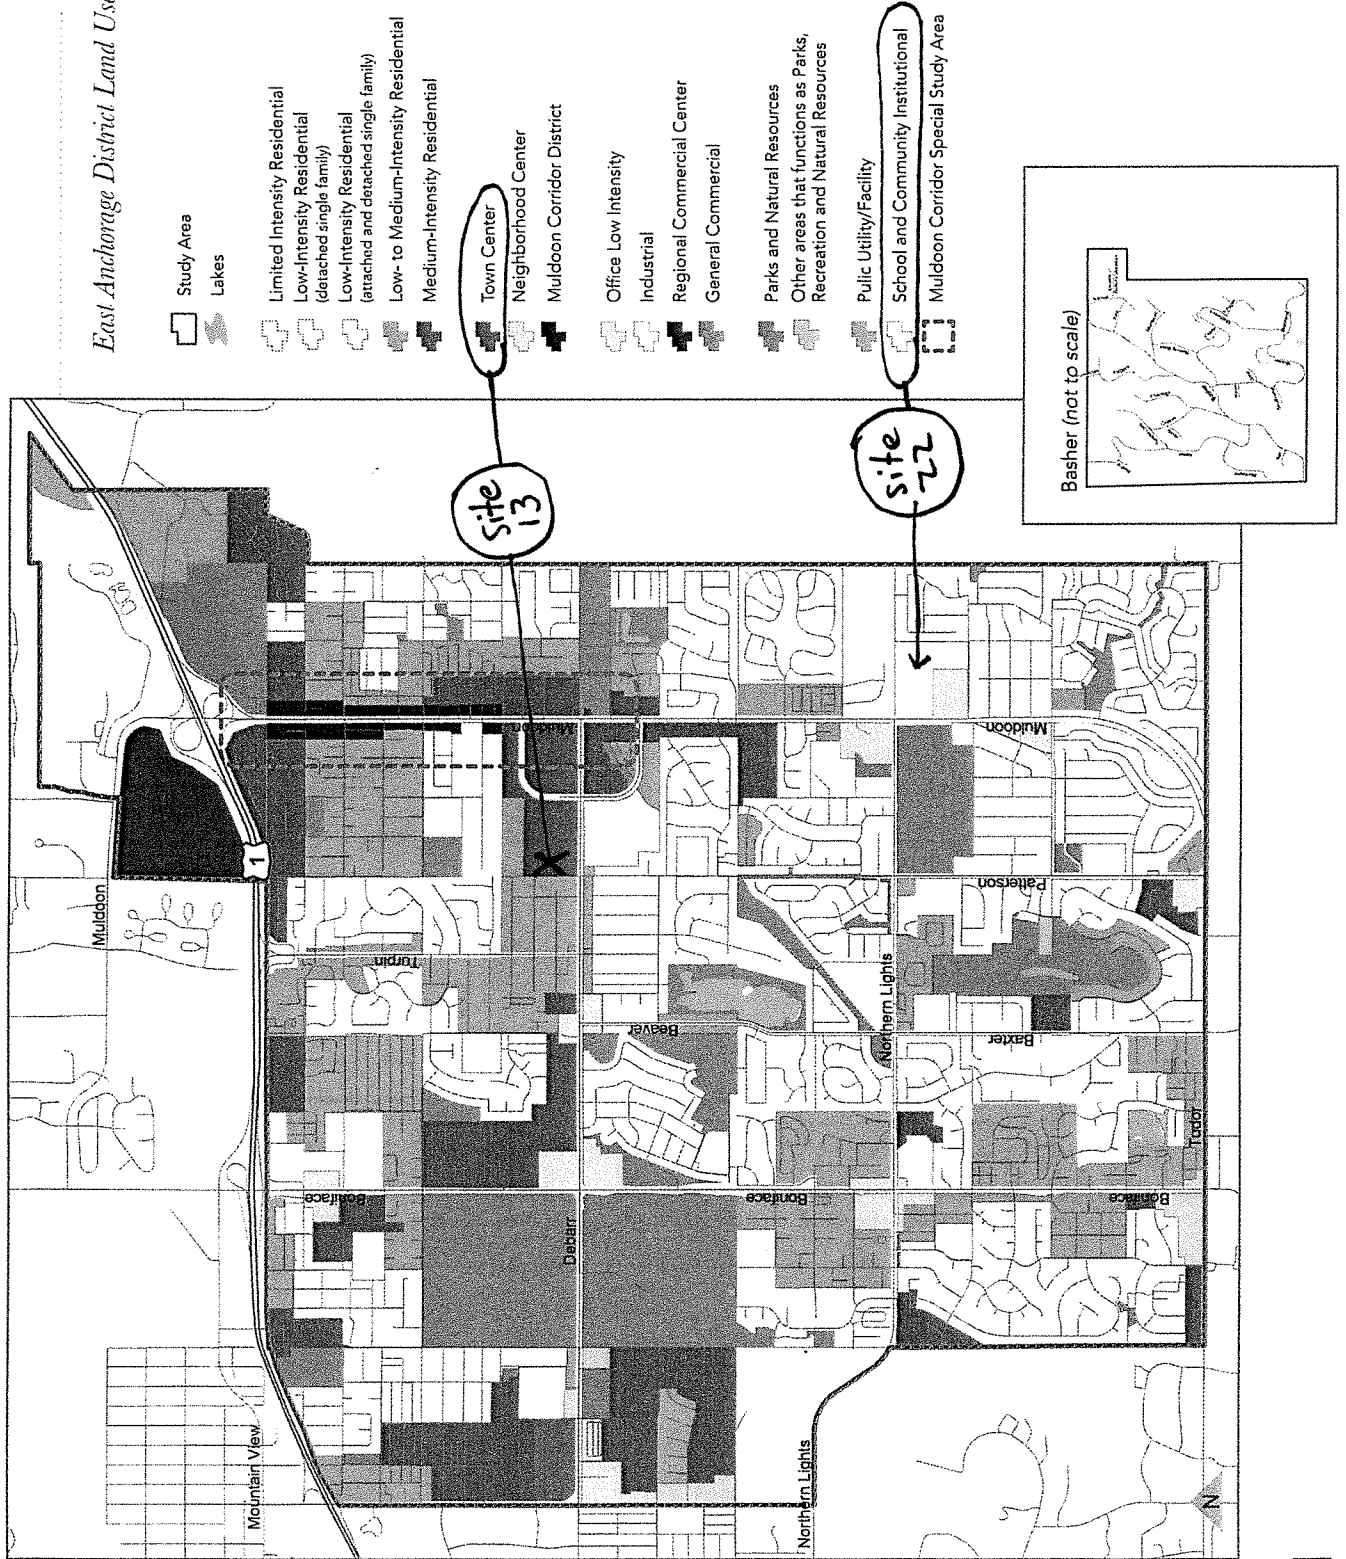 East Anchorage District Land Us
Study Area
Lakes
Limited Intensity Residential
Low-Intensity Residential
(detached single family)
Low-Intensity Residential
(attached and detached single family)
Low- to Medium-Intensity Residential
Medium-Intensity Residential
Town Center
Neighborhood Center
Muldoon Corridor District
Office Low Intensity
Industrial
Regional Commercial Center
General Commercial
Parks and Natural Resources
Other areas that functions as Parks,
Recreation and Natural Resources
Pulic Utility/Facility
School and Community Institutional
Muldoon Corridor Special Study Area
Site
13
Site
22
Basher (not to scale)
Muldoon
1
Mountain View
Muldoon
Muldoon
Turpin
Patterson
Beaver
Baxter
Northern Lights
Boniface
Boniface
Boniface
Debarr
Tudor
Northern Lights
N